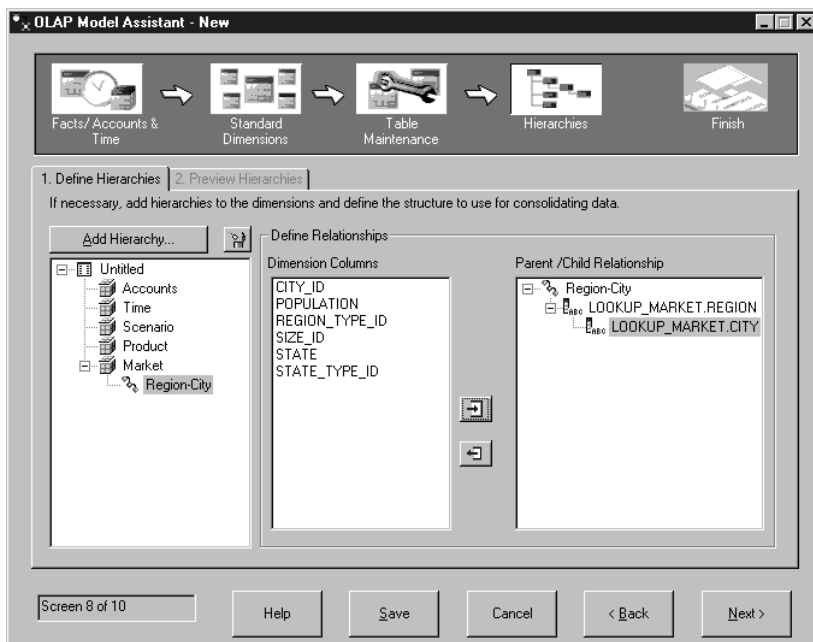 OLAP Model Assistant - New
Facts/ Accounts & Time
Standard Dimensions
Table Maintenance
Hierarchies
Finish
1. Define Hierarchies
2. Preview Hierarchies
If necessary, add hierarchies to the dimensions and define the structure to use for consolidating data.
Add Hierarchy...
Untitled
Accounts
Time
Scenario
Product
Market
Region-City
Define Relationships
Dimension Columns
CITY_ID
POPULATION
REGION_TYPE_ID
SIZE_ID
STATE
STATE_TYPE_ID
Parent /Child Relationship
Region-City
ABC LOOKUP_MARKET.REGION
ABC LOOKUP_MARKET.CITY
Screen 8 of 10
Help
Save
Cancel
< Back
Next >